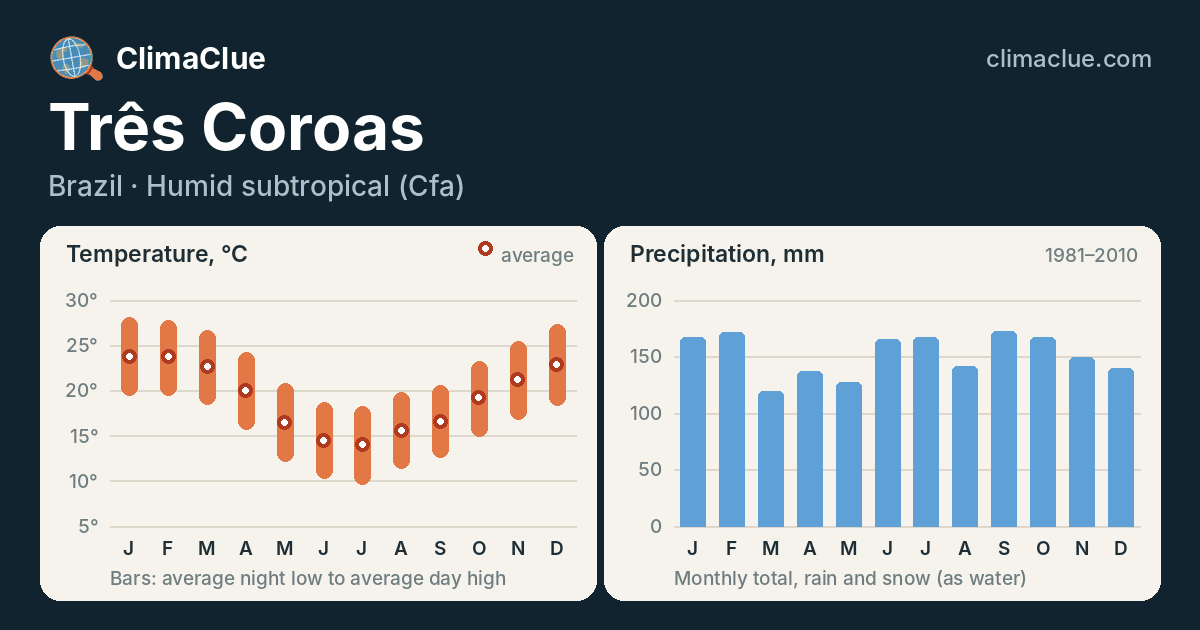 ClimaClue
climaclue.com
Três Coroas
Brazil · Humid subtropical (Cfa)
Temperature, °C
average
30°
25°
20°
15°
10°
5°
J F M A M J J A S O N D
Bars: average night low to average day high
Precipitation, mm
1981–2010
200
150
100
50
0
J F M A M J J A S O N D
Monthly total, rain and snow (as water)